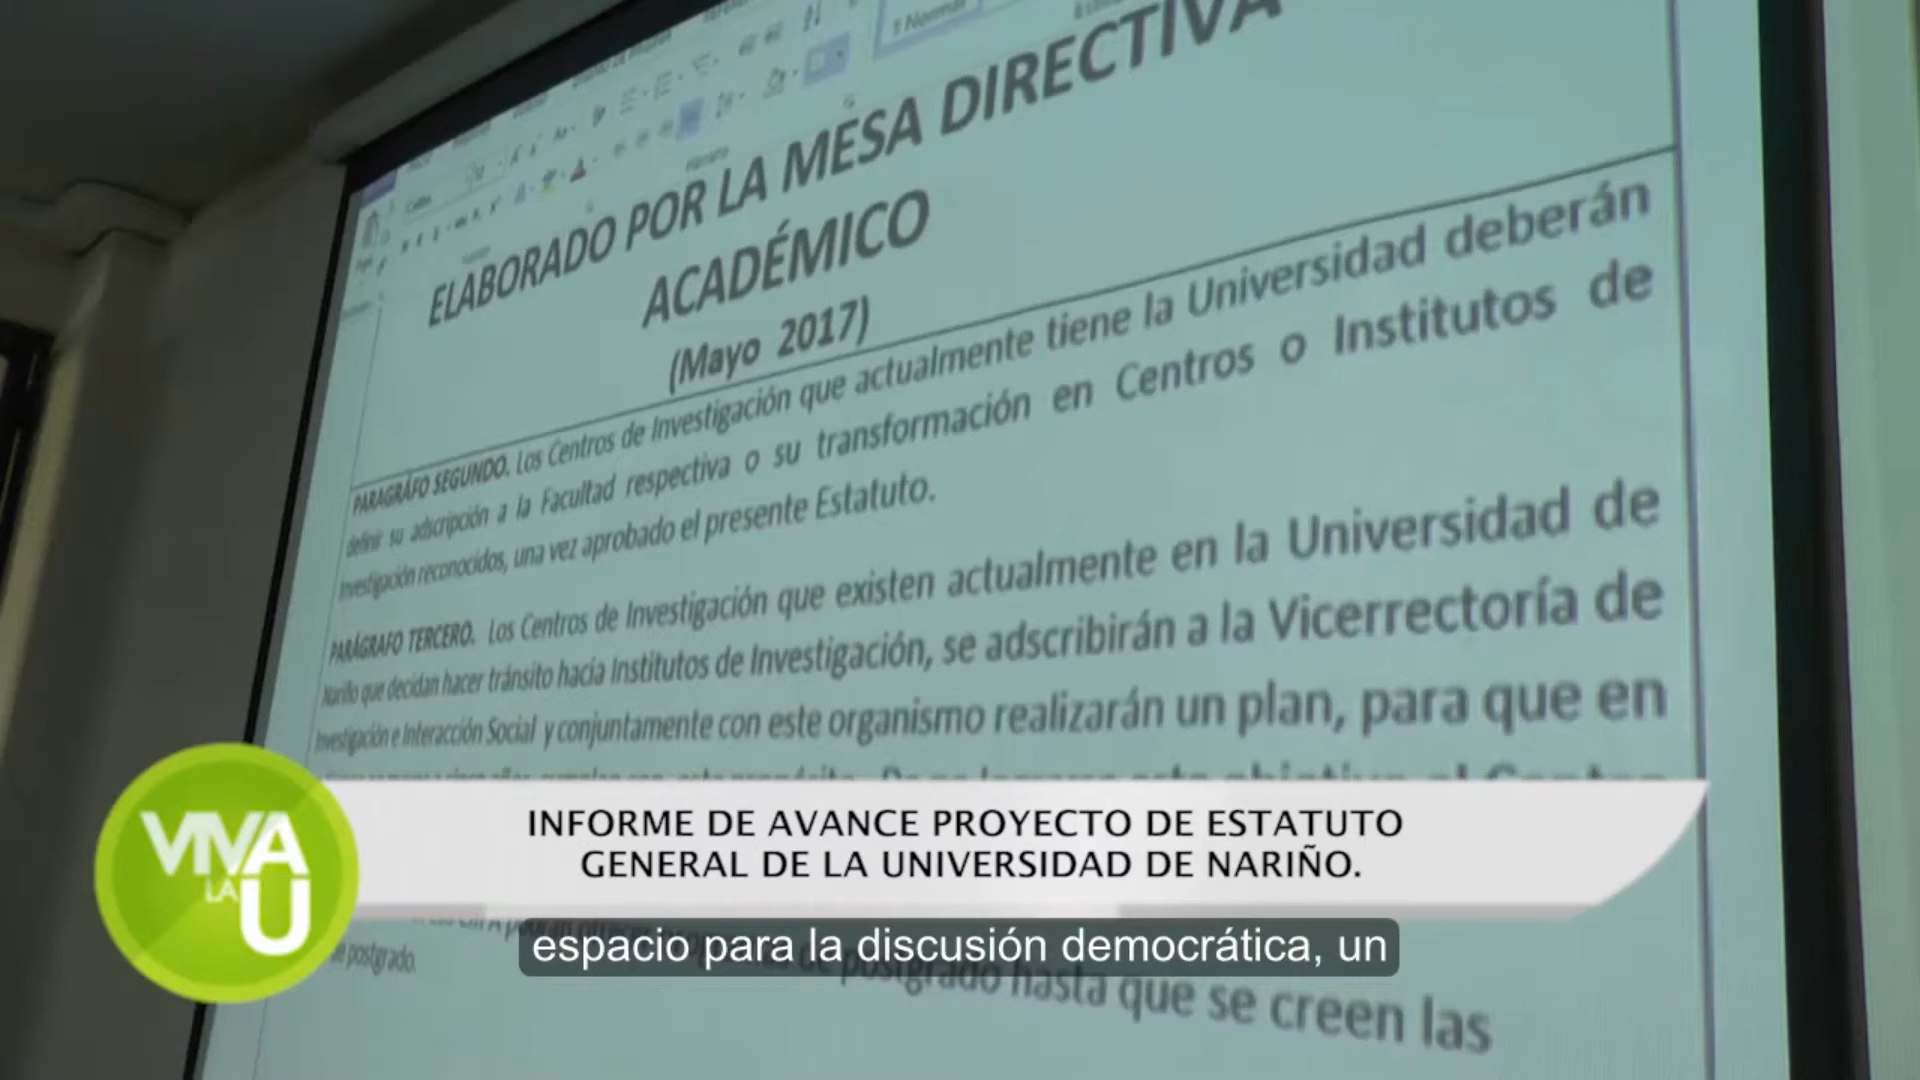 ELABORADO POR LA MESA DIRECTIVA
ACADÉMICO
(Mayo 2017)
PARAGRÁFO SEGUNDO. Los Centros de Investigación que actualmente tiene la Universidad deberán
definir su adscripción a la Facultad respectiva o su transformación en Centros o Institutos de
Investigación reconocidos, una vez aprobado el presente Estatuto.
PARÁGRAFO TERCERO. Los Centros de Investigación que existen actualmente en la Universidad de
Nariño que decidan hacer tránsito hacia Institutos de Investigación, se adscribirán a la Vicerrectoría de
Investigación e Interacción Social y conjuntamente con este organismo realizarán un plan, para que en
VIVA
LA
U
INFORME DE AVANCE PROYECTO DE ESTATUTO
GENERAL DE LA UNIVERSIDAD DE NARIÑO.
espacio para la discusión democrática, un
de postgrado hasta que se creen las
postgrado.